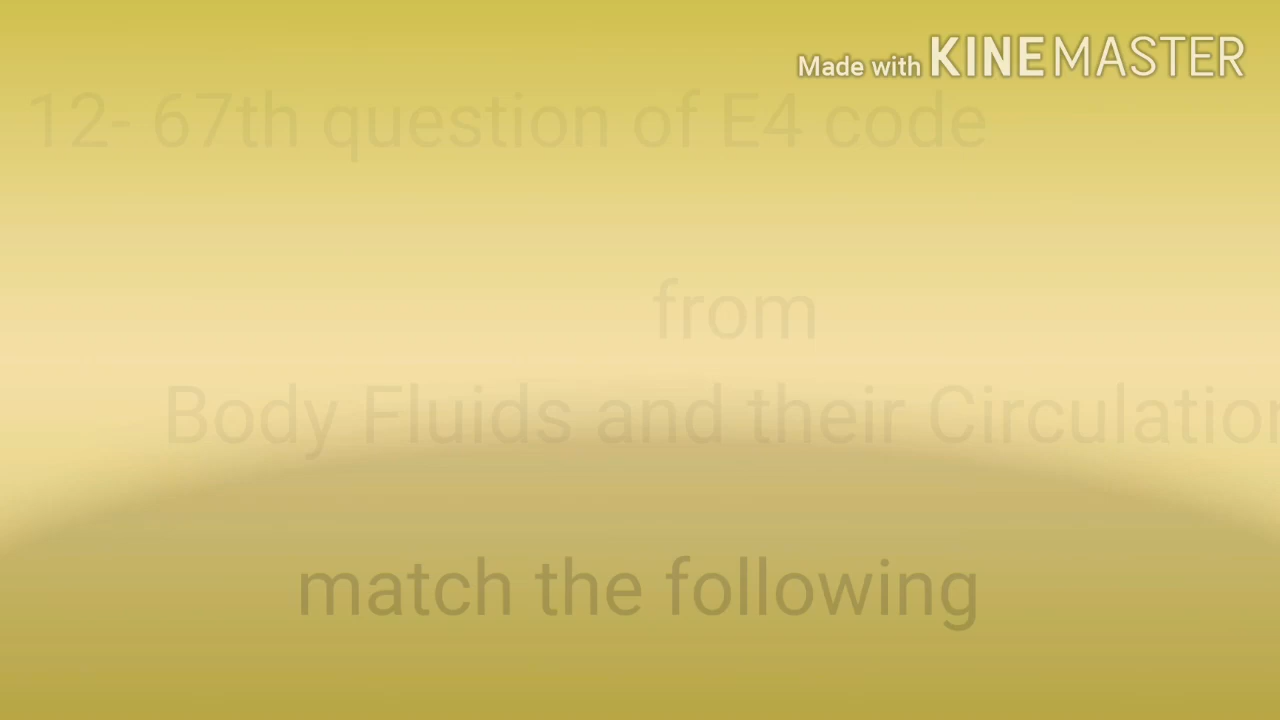 Made with KINEMASTER
12- 67th question of E4 code
from
Body Fluids and their Circulation
match the following